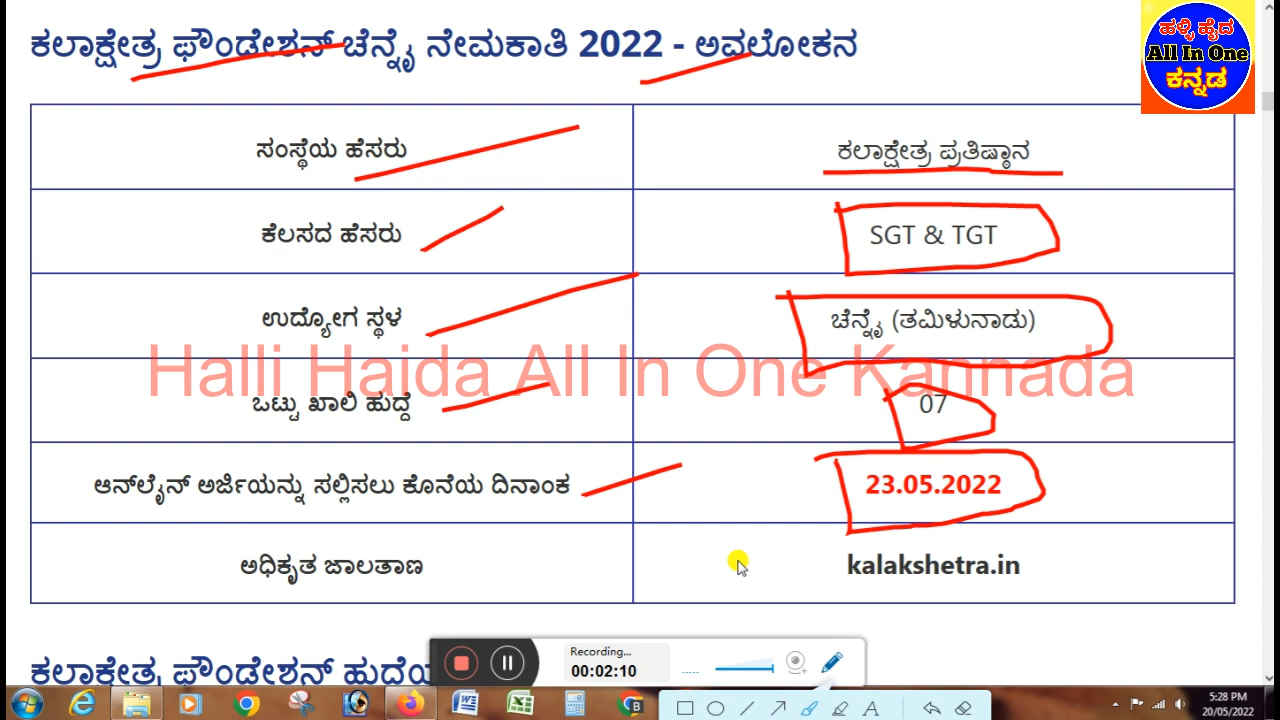 ಕಲಾಕ್ಷೇತ್ರ ಫೌಂಡೇಶನ್ ಚೆನ್ನೈ ನೇಮಕಾತಿ 2022 - ಅವಲೋಕನ
ಹಳ್ಳಿ ಹೈದ
All In One
ಕನ್ನಡ
ಸಂಸ್ಥೆಯ ಹೆಸರು ಕಲಾಕ್ಷೇತ್ರ ಪ್ರತಿಷ್ಠಾನ
ಕೆಲಸದ ಹೆಸರು SGT & TGT
ಉದ್ಯೋಗ ಸ್ಥಳ ಚೆನ್ನೈ (ತಮಿಳುನಾಡು)
Halli Haida All In One Kannada
ಒಟ್ಟು ಖಾಲಿ ಹುದ್ದೆ 07
ಆನ್‌ಲೈನ್ ಅರ್ಜಿಯನ್ನು ಸಲ್ಲಿಸಲು ಕೊನೆಯ ದಿನಾಂಕ 23.05.2022
ಅಧಿಕೃತ ಜಾಲತಾಣ kalakshetra.in
ಕಲಾಕ್ಷೇತ್ರ ಫೌಂಡೇಶನ್
Recording...
00:02:10
5:28 PM
20/05/2022